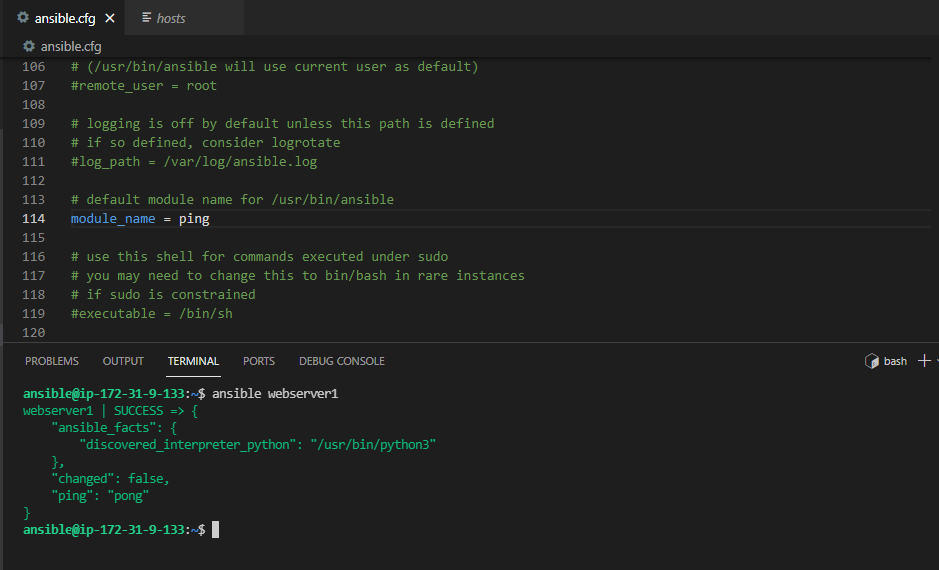 ansible.cfg
hosts
ansible.cfg
106 # (/usr/bin/ansible will use current user as default)
107 #remote_user = root
108
109 # logging is off by default unless this path is defined
110 # if so defined, consider logrotate
111 #log_path = /var/log/ansible.log
112
113 # default module name for /usr/bin/ansible
114 module_name = ping
115
116 # use this shell for commands executed under sudo
117 # you may need to change this to bin/bash in rare instances
118 # if sudo is constrained
119 #executable = /bin/sh
120
PROBLEMS OUTPUT TERMINAL PORTS DEBUG CONSOLE bash
ansible@ip-172-31-9-133:~$ ansible webserver1
webserver1 | SUCCESS => {
    "ansible_facts": {
        "discovered_interpreter_python": "/usr/bin/python3"
    },
    "changed": false,
    "ping": "pong"
}
ansible@ip-172-31-9-133:~$